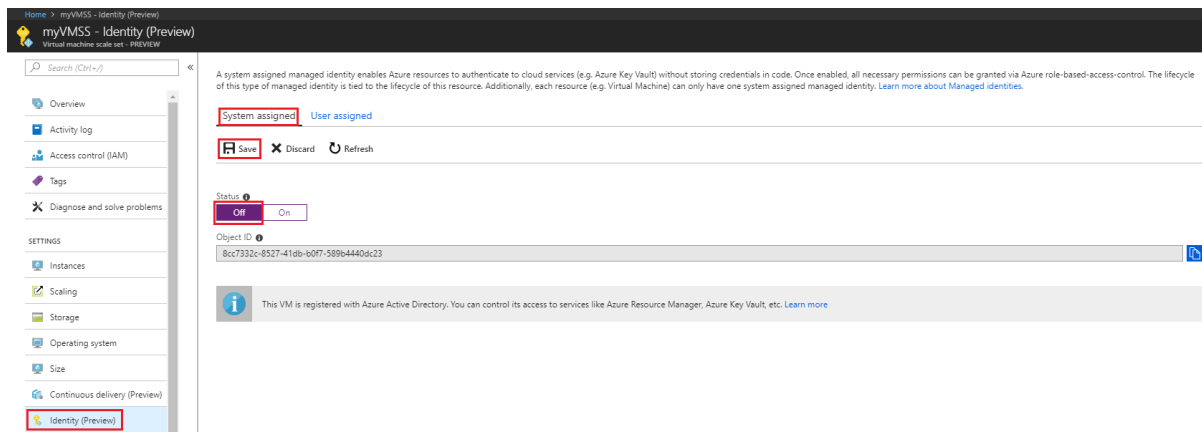 Home > myVMSS - Identity (Preview)
myVMSS - Identity (Preview)
Virtual machine scale set - PREVIEW
Search (Ctrl+/)
Overview
Activity log
Access control (IAM)
Tags
Diagnose and solve problems
SETTINGS
Instances
Scaling
Storage
Operating system
Size
Continuous delivery (Preview)
Identity (Preview)
A system assigned managed identity enables Azure resources to authenticate to cloud services (e.g. Azure Key Vault) without storing credentials in code. Once enabled, all necessary permissions can be granted via Azure role-based-access-control. The lifecycle
of this type of managed identity is tied to the lifecycle of this resource. Additionally, each resource (e.g. Virtual Machine) can only have one system assigned managed identity. Learn more about Managed identities.
System assigned User assigned
Save Discard Refresh
Status
Off On
Object ID
8cc7332c-8527-41db-b0f7-589b4440dc23
This VM is registered with Azure Active Directory. You can control its access to services like Azure Resource Manager, Azure Key Vault, etc. Learn more